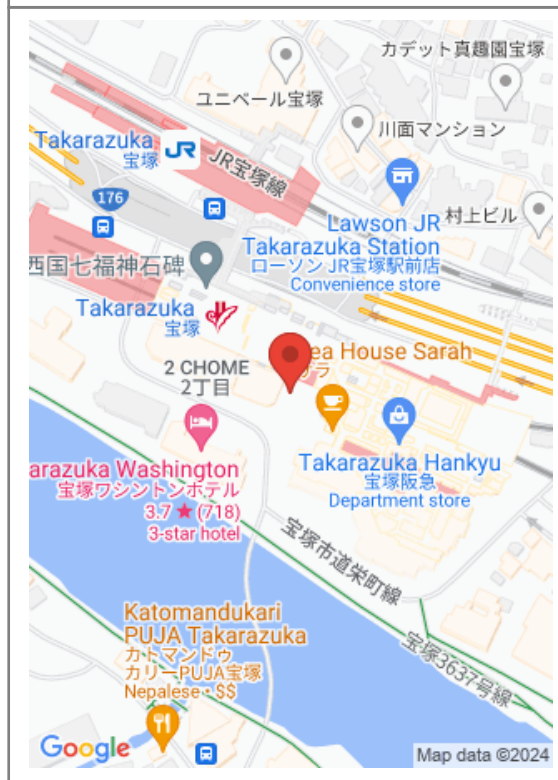 カデット真趣園宝塚
ユニベール宝塚
川面マンション
Takarazuka
宝塚
JR
JR宝塚線
176
Lawson JR
Takarazuka Station
ローソン JR宝塚駅前店
Convenience store
村上ビル
西国七福神石碑
Takarazuka
宝塚
2 CHOME
2丁目
ea House Sarah
ラ
Takarazuka Hankyu
宝塚阪急
Department store
arazuka Washington
宝塚ワシントンホテル
3.7 ★ (718)
3-star hotel
宝塚市道栄町線
宝塚3637号線
Katomandukari
PUJA Takarazuka
カトマンドゥ
カリーPUJA宝塚
Nepalese • $$
Google
Map data ©2024